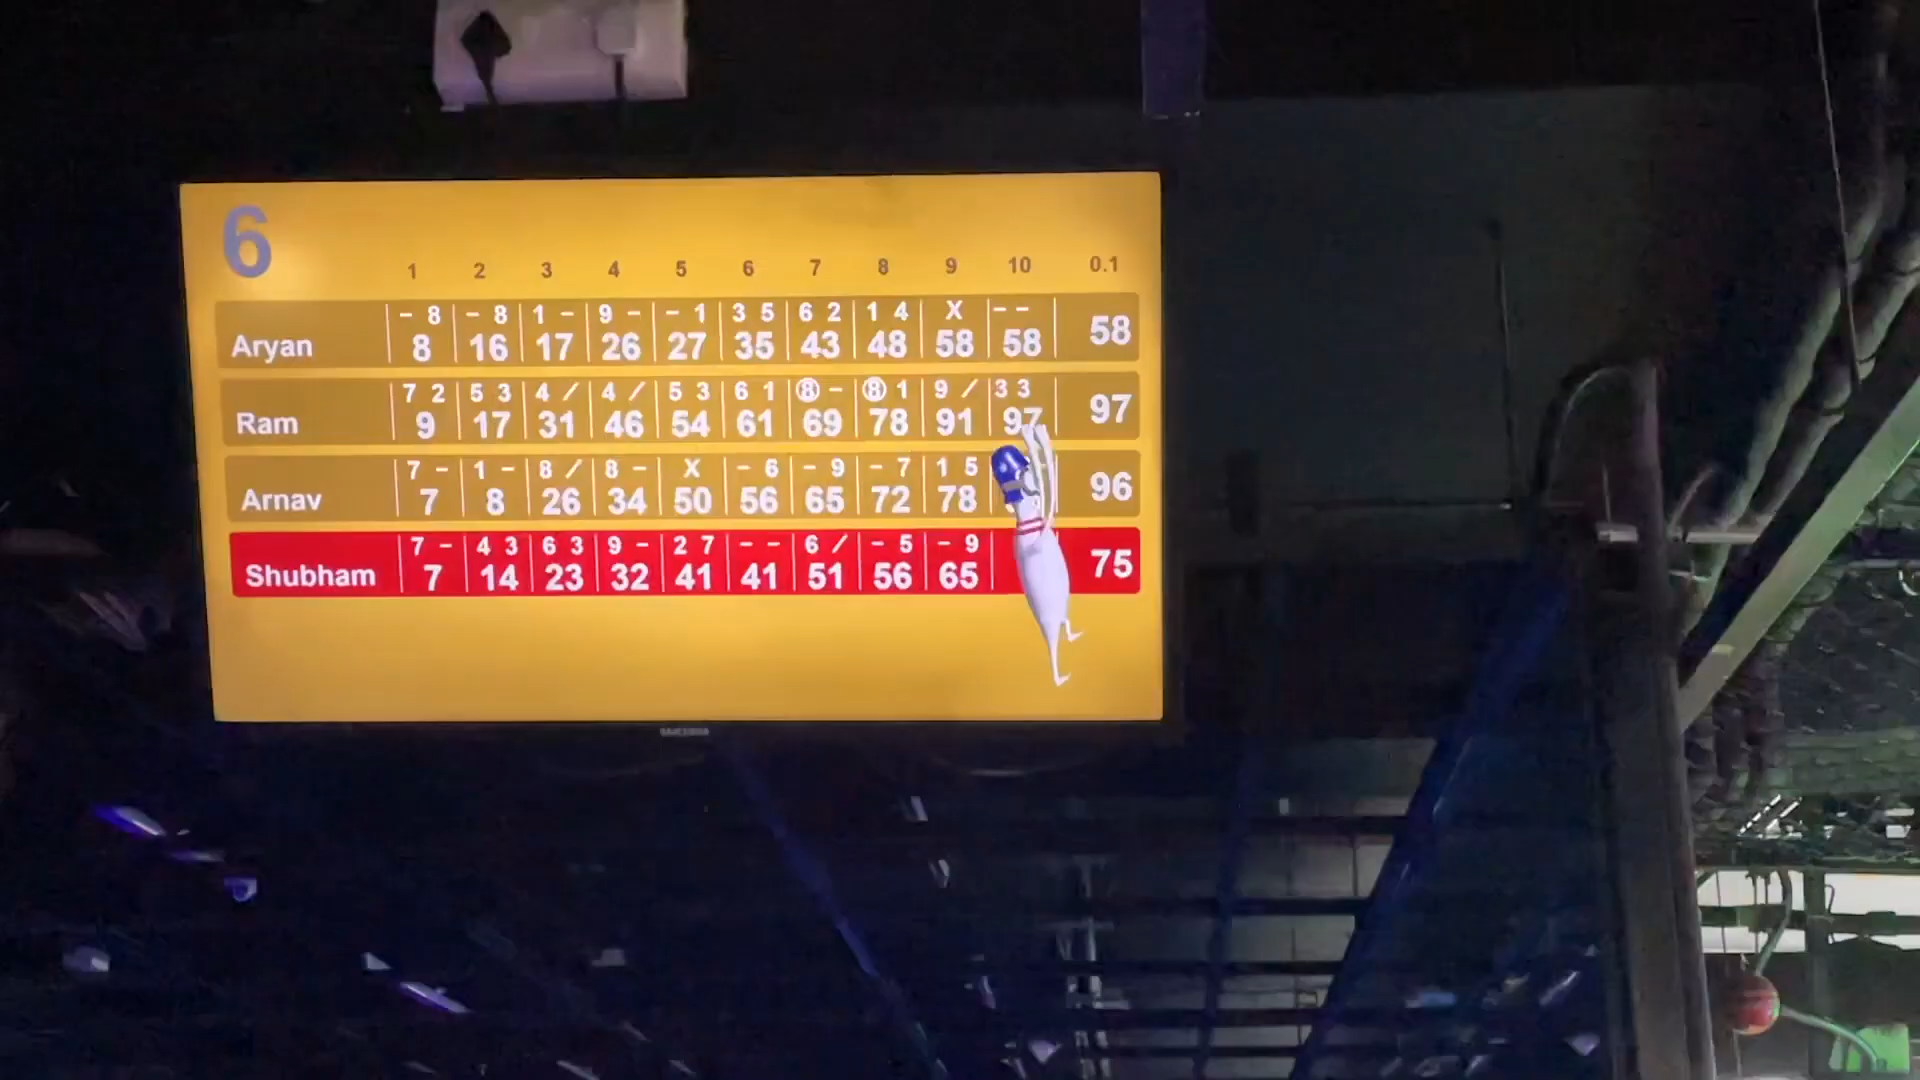 6
1 2 3 4 5 6 7 8 9 10 0.1
- 8 - 8 1 - 9 - - 1 3 5 6 2 1 4 X - -
Aryan 8 16 17 26 27 35 43 48 58 58 58
7 2 5 3 4 / 4 / 5 3 6 1 8 - 8 1 9 / 3 3
Ram 9 17 31 46 54 61 69 78 91 97 97
7 - 1 - 8 / 8 - X - 6 - 9 - 7 1 5
Arnav 7 8 26 34 50 56 65 72 78 96
7 - 4 3 6 3 9 - 2 7 - - 6 / - 5 - 9
Shubham 7 14 23 32 41 41 51 56 65 75